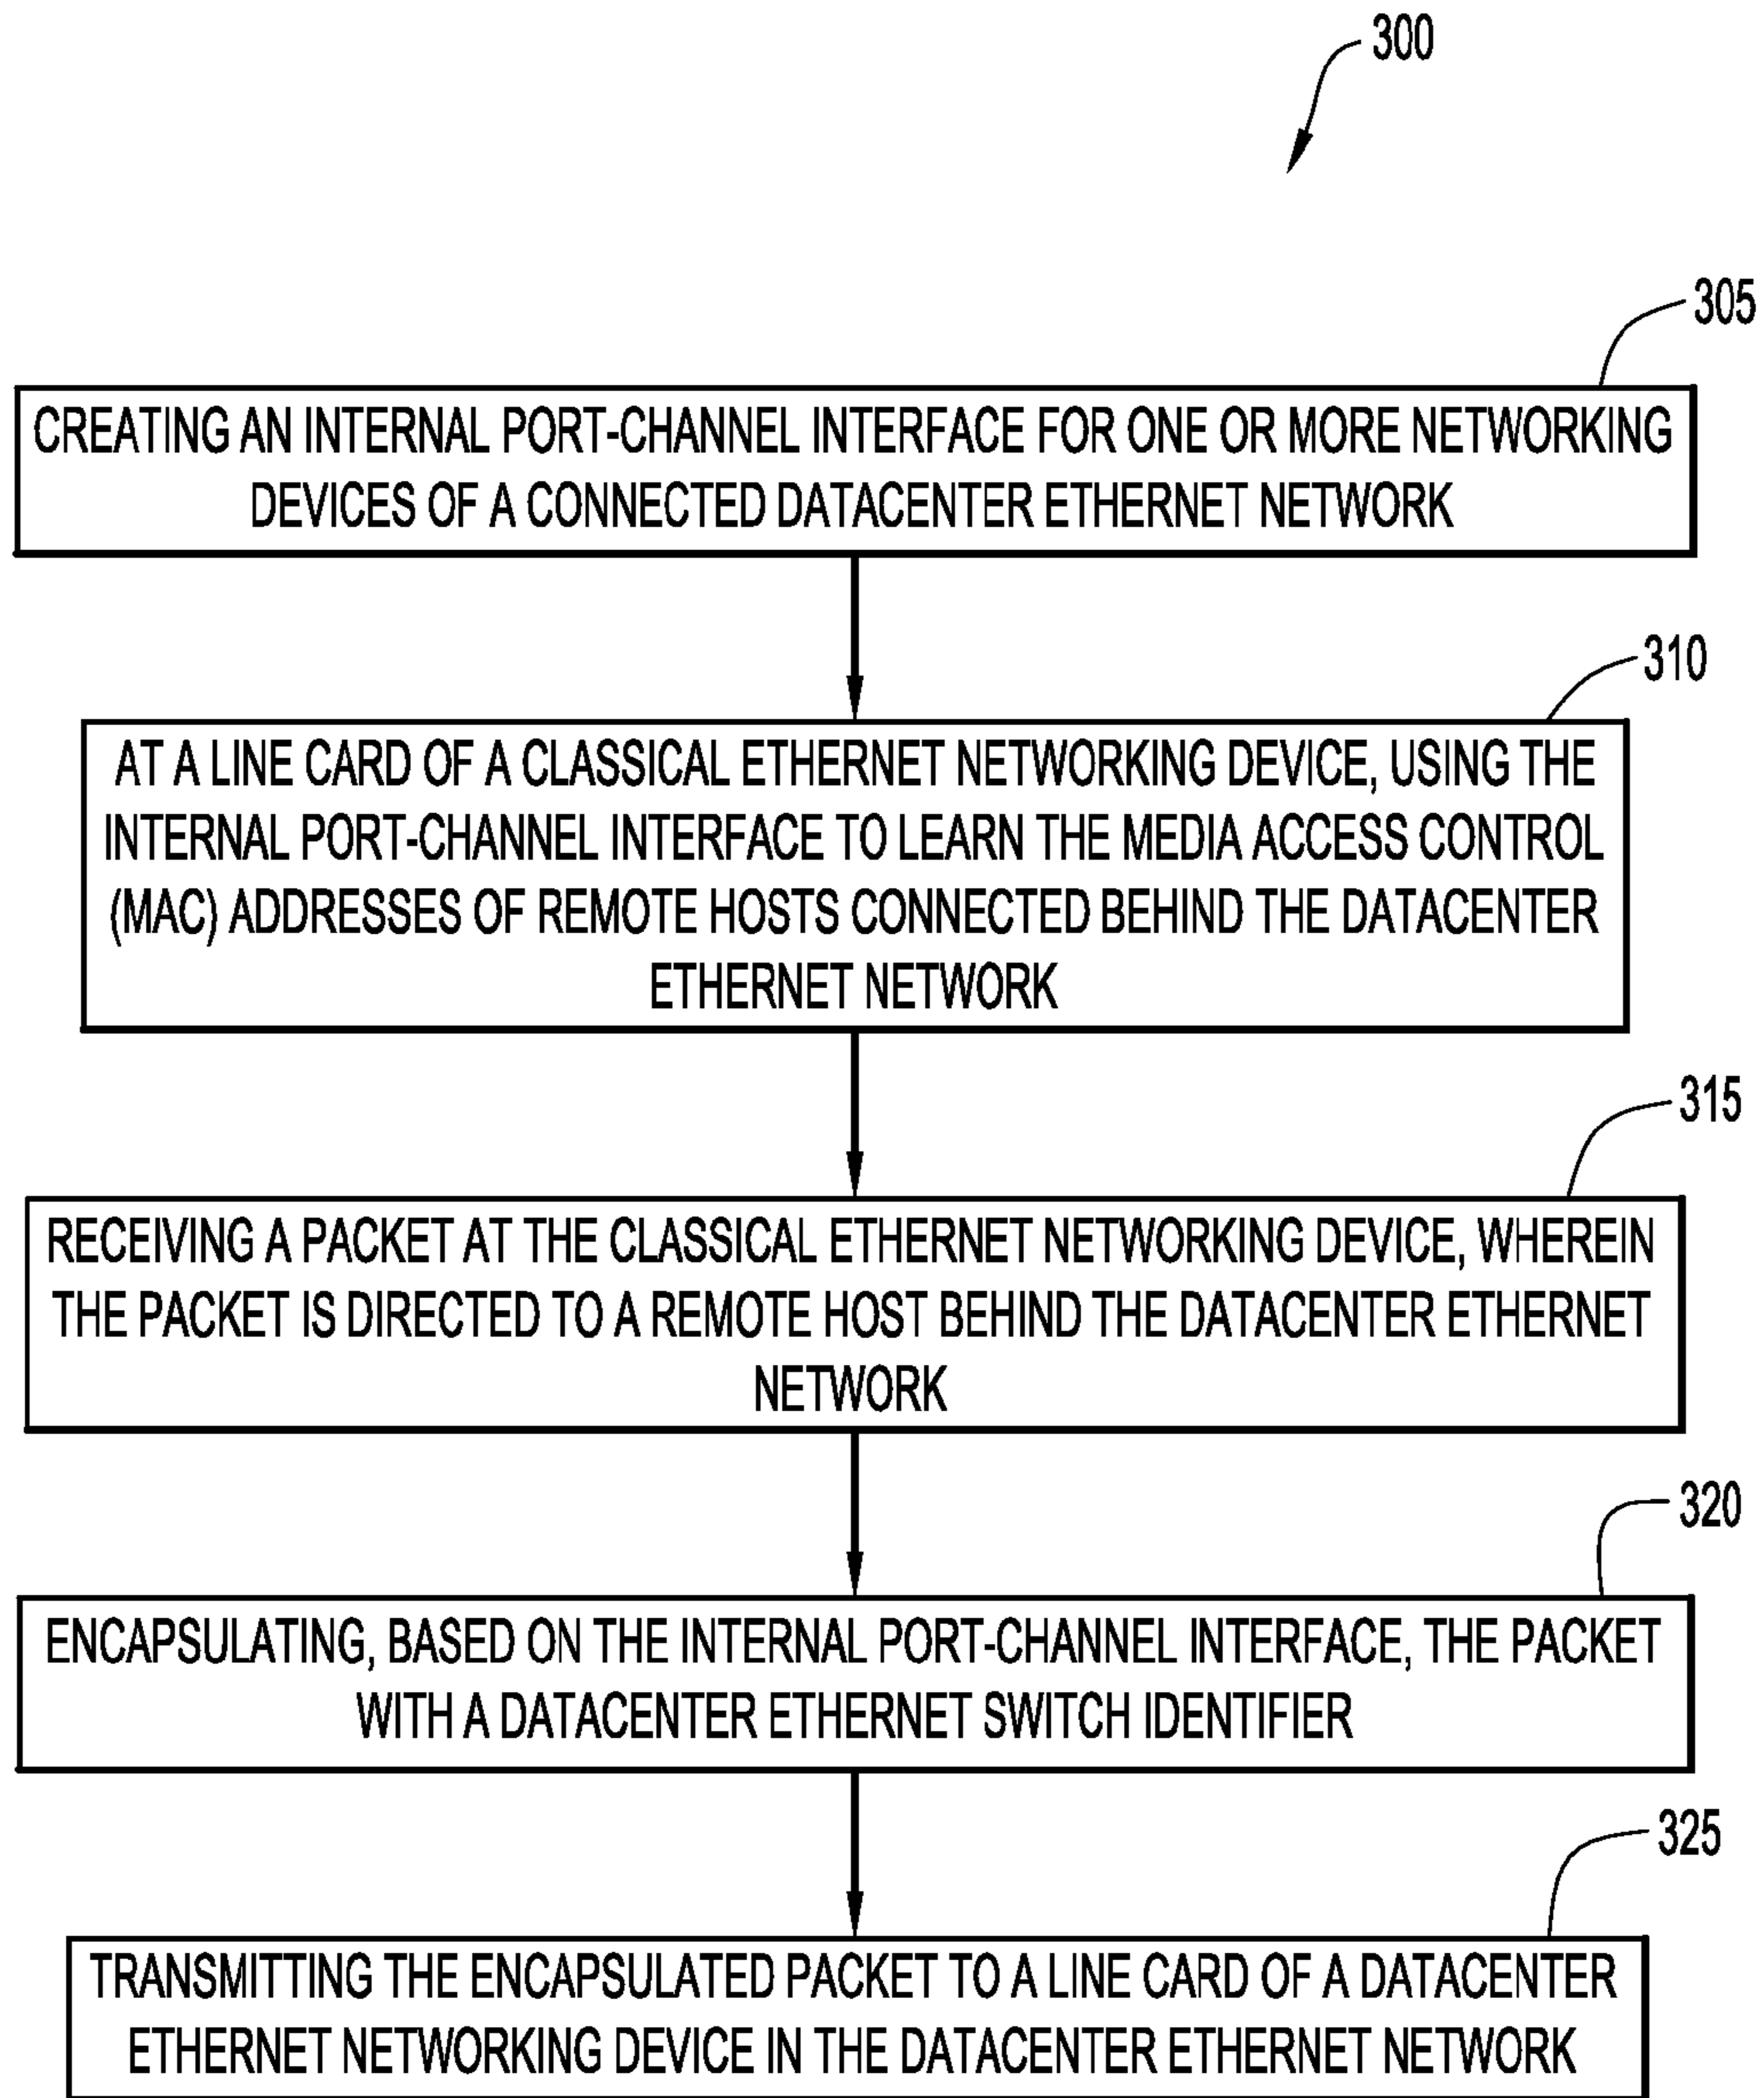 300
305
CREATING AN INTERNAL PORT-CHANNEL INTERFACE FOR ONE OR MORE NETWORKING
DEVICES OF A CONNECTED DATACENTER ETHERNET NETWORK
310
AT A LINE CARD OF A CLASSICAL ETHERNET NETWORKING DEVICE, USING THE
INTERNAL PORT-CHANNEL INTERFACE TO LEARN THE MEDIA ACCESS CONTROL
(MAC) ADDRESSES OF REMOTE HOSTS CONNECTED BEHIND THE DATACENTER
ETHERNET NETWORK
315
RECEIVING A PACKET AT THE CLASSICAL ETHERNET NETWORKING DEVICE, WHEREIN
THE PACKET IS DIRECTED TO A REMOTE HOST BEHIND THE DATACENTER ETHERNET
NETWORK
320
ENCAPSULATING, BASED ON THE INTERNAL PORT-CHANNEL INTERFACE, THE PACKET
WITH A DATACENTER ETHERNET SWITCH IDENTIFIER
325
TRANSMITTING THE ENCAPSULATED PACKET TO A LINE CARD OF A DATACENTER
ETHERNET NETWORKING DEVICE IN THE DATACENTER ETHERNET NETWORK